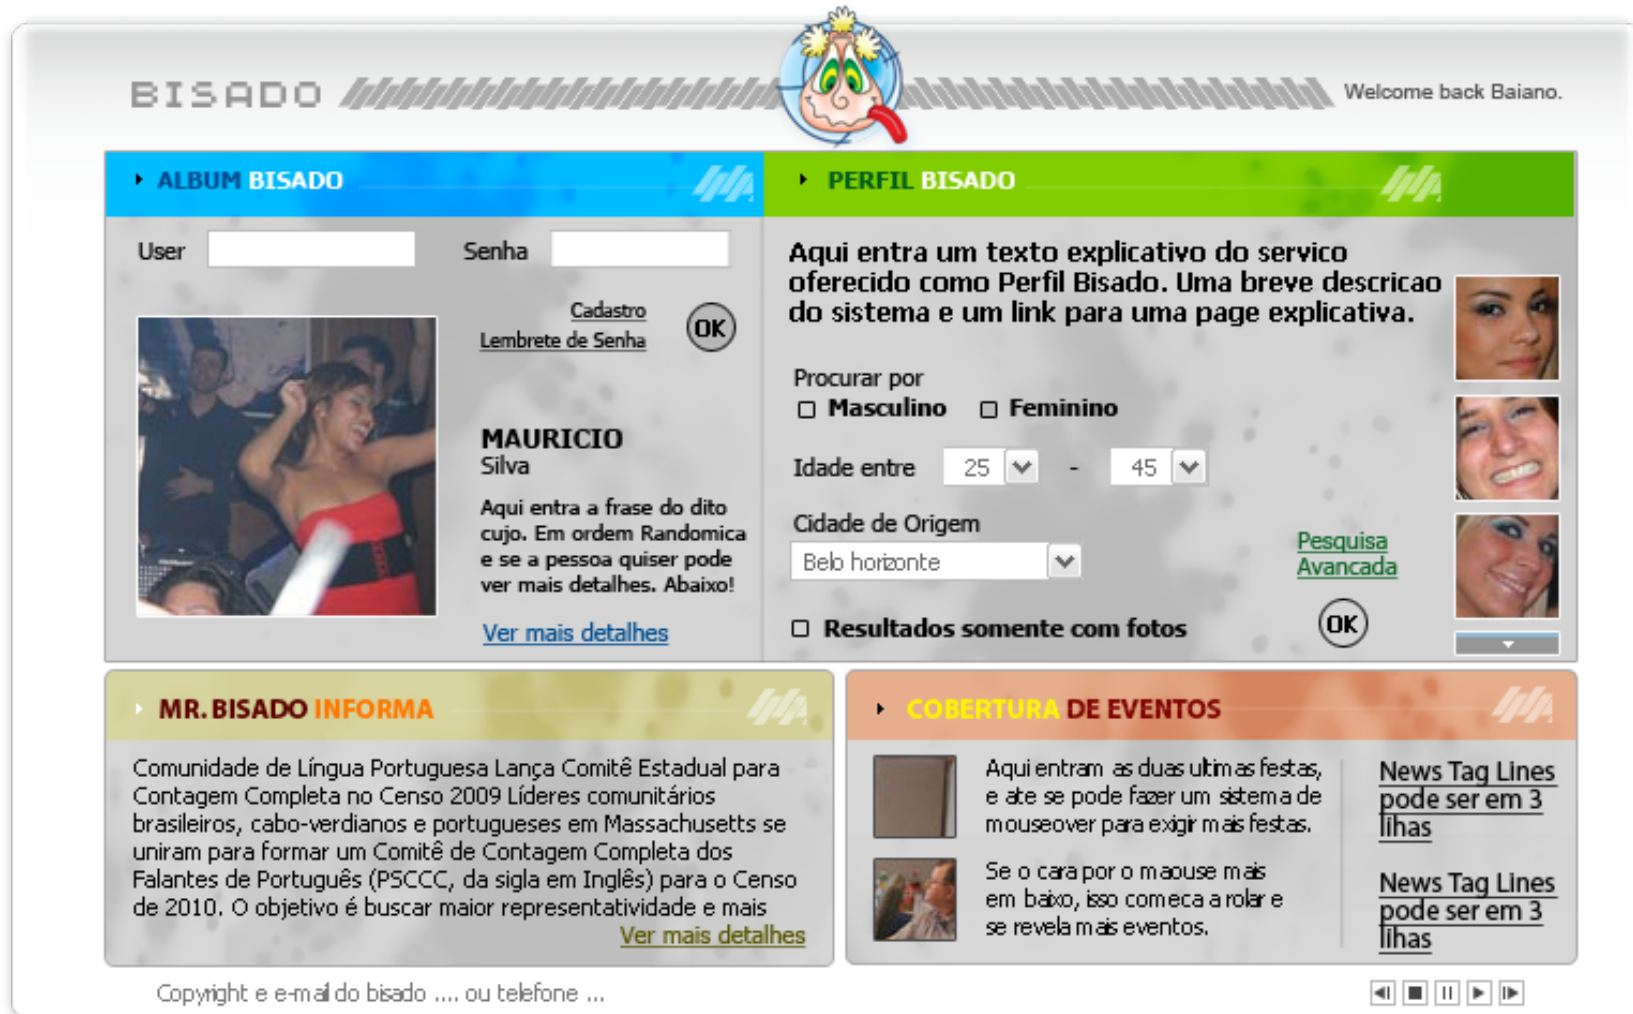 BISADO
Welcome back Baiano.
ALBUM BISADO
User
Senha
Cadastro
Lembrete de Senha
OK
MAURICIO
Silva
Aqui entra a frase do dito
cujo. Em ordem Randomica
e se a pessoa quiser pode
ver mais detalhes. Abaixo!
Ver mais detalhes
PERFIL BISADO
Aqui entra um texto explicativo do servico
oferecido como Perfil Bisado. Uma breve descricao
do sistema e um link para uma page explicativa.
Procurar por
Masculino Feminino
Idade entre 25 - 45
Cidade de Origem
Belo horizonte
Pesquisa
Avancada
Resultados somente com fotos
OK
MR. BISADO INFORMA
Comunidade de Língua Portuguesa Lança Comitê Estadual para
Contagem Completa no Censo 2009 Líderes comunitários
brasileiros, cabo-verdianos e portugueses em Massachusetts se
uniram para formar um Comitê de Contagem Completa dos
Falantes de Português (PSCCC, da sigla em Inglês) para o Censo
de 2010. O objetivo é buscar maior representatividade e mais
Ver mais detalhes
COBERTURA DE EVENTOS
Aqui entram as duas ultimas festas,
e ate se pode fazer um sistema de
mouseover para exigir mais festas.
Se o cara por o maouse mais
em baixo, isso comeca a rolar e
se revela mais eventos.
News Tag Lines
pode ser em 3
lihas
News Tag Lines
pode ser em 3
lihas
Copyright e e-mail do bisado .... ou telefone ...